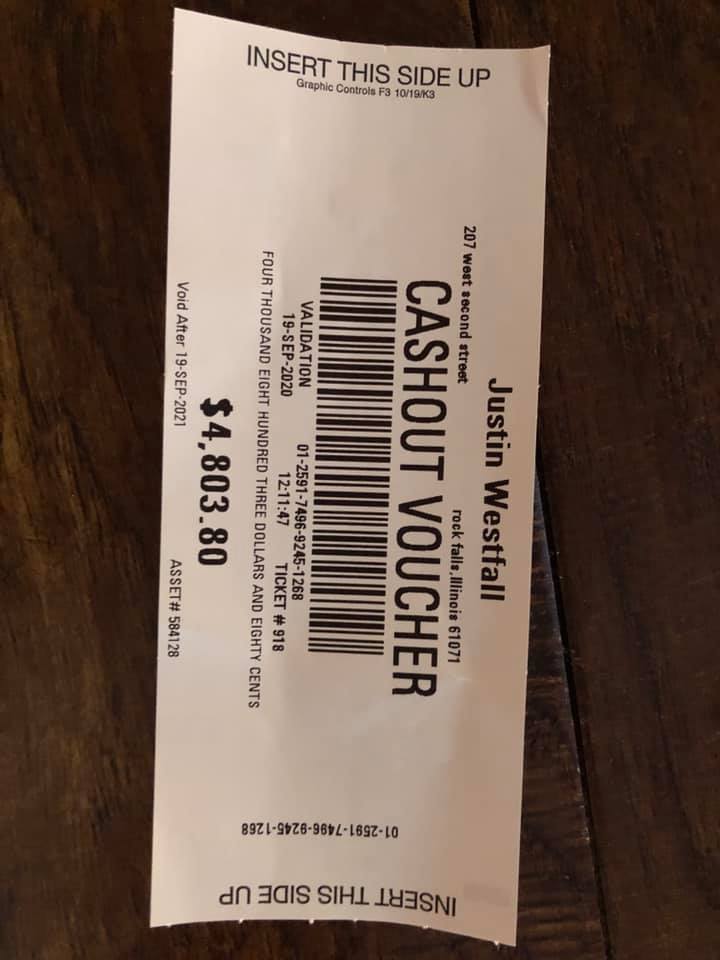 INSERT THIS SIDE UP
Graphic Controls F3 10/19/K3
Justin Westfall
207 west second street rock falls,Illinois 61071
CASHOUT VOUCHER
VALIDATION 01-2591-7496-9245-1268
19-SEP-2020 12:11:47 TICKET # 918
FOUR THOUSAND EIGHT HUNDRED THREE DOLLARS AND EIGHTY CENTS
$4,803.80
Void After 19-SEP-2021 ASSET# 584128
01-2591-7496-9245-1268
INSERT THIS SIDE UP